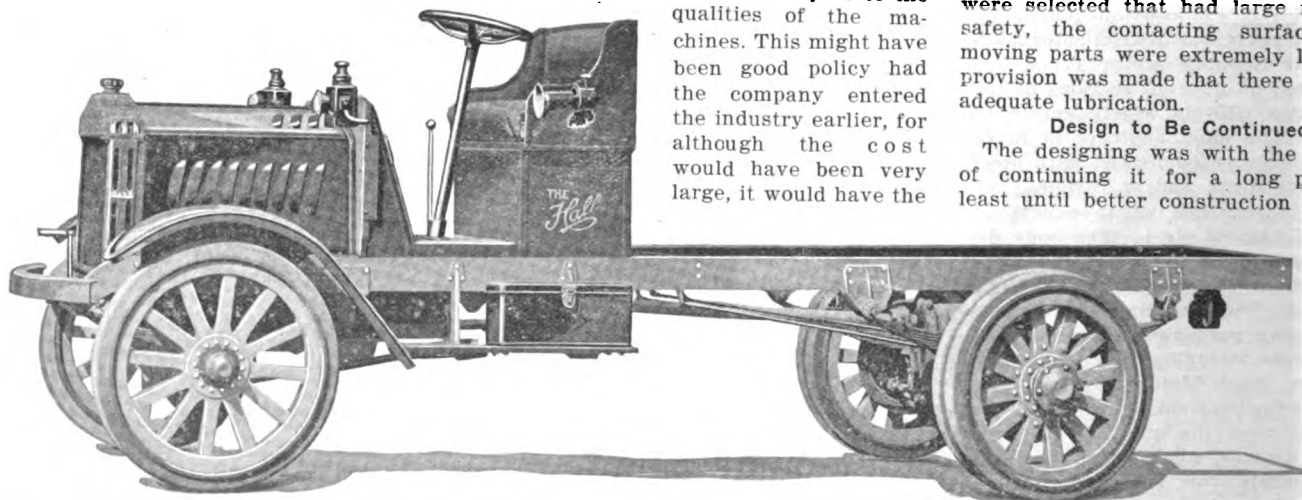 qualities of the ma-
chines. This might have
been good policy had
the company entered
the industry earlier, for
although the cost
would have been very
large, it would have the
were selected that had large
safety, the contacting surfac
moving parts were extremely
provision was made that there
adequate lubrication.
Design to Be Continued
The designing was with the
of continuing it for a long
least until better construction
THE
Hall